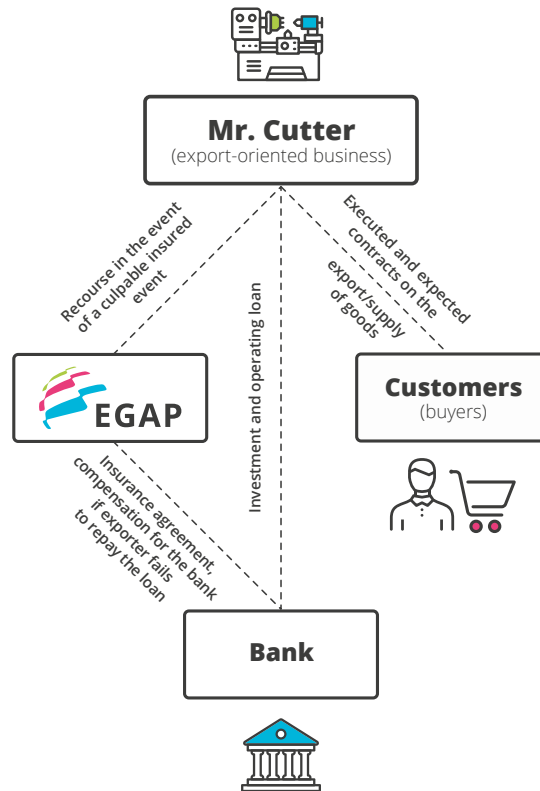 Mr. Cutter
(export-oriented business)
Recourse in the event
of a culpable insured
event
Investment and operating loan
Executed and expected
contracts on the
export/supply
of goods
EGAP
Customers
(buyers)
Insurance agreement,
compensation for the bank
if exporter fails
to repay the loan
Bank